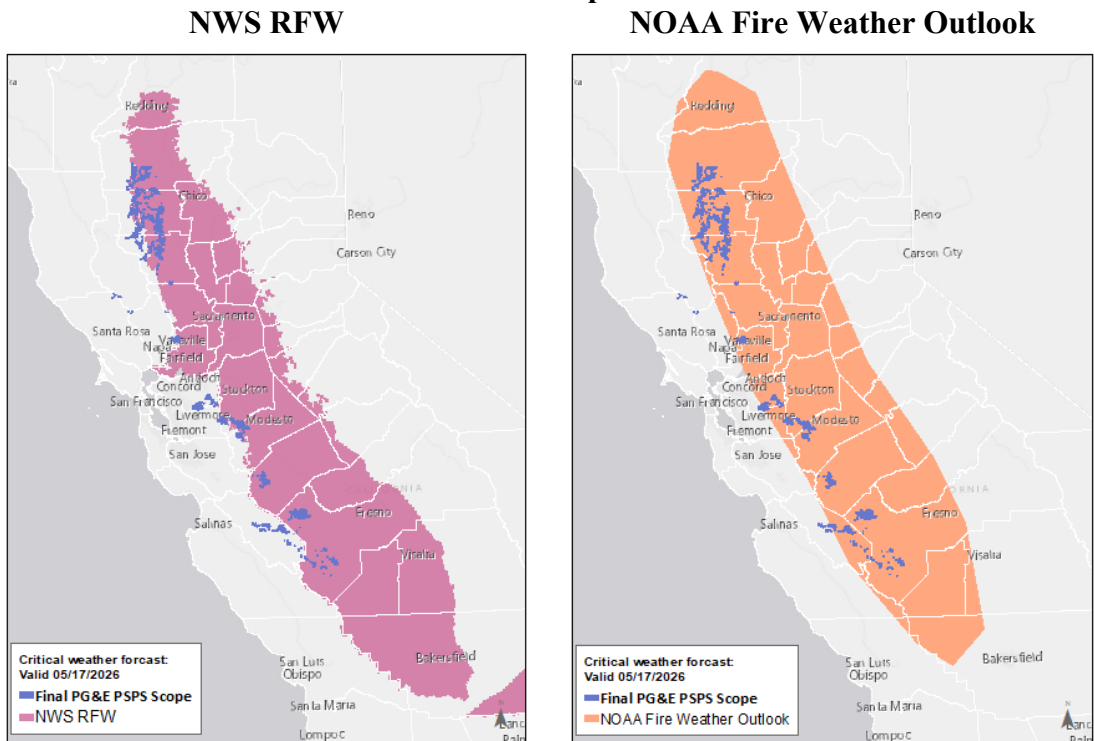 NWS RFW
NOAA Fire Weather Outlook
Redding
Chico
Reno
Carson City
Sacramento
Santa Rosa
Vacaville
Napa
Fairfield
Antioch
Concord
Stockton
San Francisco
Livermore
Modesto
Fremont
San Jose
Salinas
Fresno
Visalia
Bakersfield
San Luis
Obispo
Santa Maria
Lompoc
Critical weather forcast:
Valid 05/17/2026
Final PG&E PSPS Scope
NWS RFW
N
Redding
Chico
Reno
Carson City
Sacramento
Santa Rosa
Vacaville
Napa
Fairfield
Antioch
Concord
Stockton
San Francisco
Livermore
Modesto
Fremont
San Jose
Salinas
ORNIA
Fresno
Visalia
Bakersfield
San Luis
Obispo
Santa Maria
Lompoc
Critical weather forcast:
Valid 05/17/2026
Final PG&E PSPS Scope
NOAA Fire Weather Outlook
N